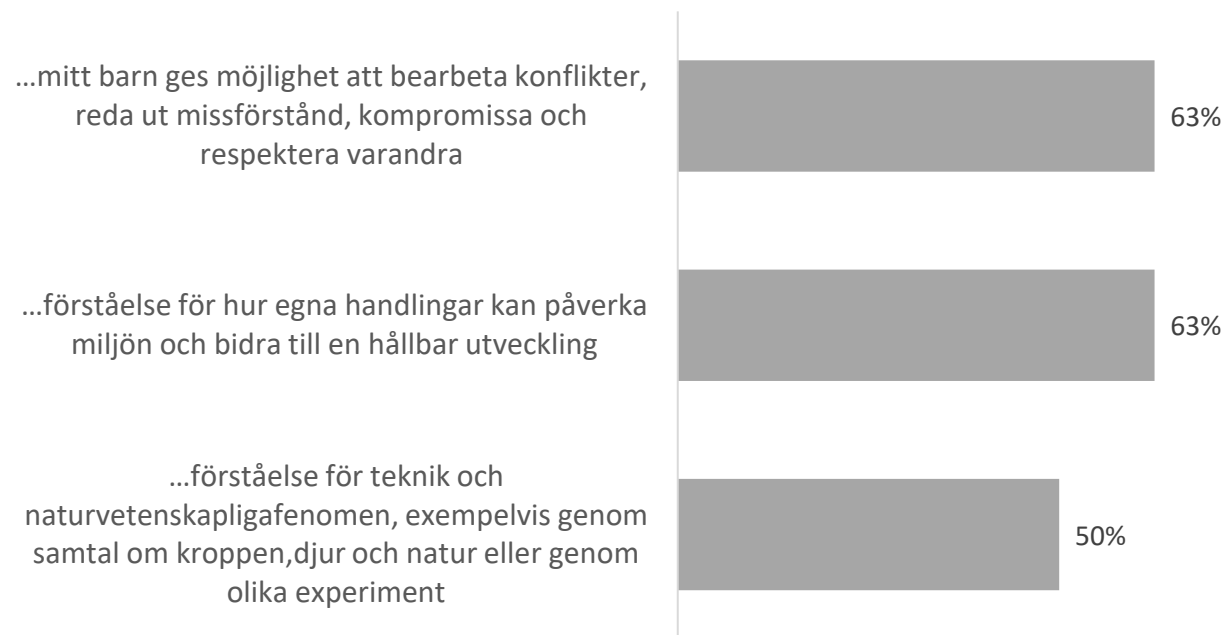 ...mitt barn ges möjlighet att bearbeta konflikter,
reda ut missförstånd, kompromissa och
respektera varandra
63%
...förståelse för hur egna handlingar kan påverka
miljön och bidra till en hållbar utveckling
63%
...förståelse för teknik och
naturvetenskapligafenomen, exempelvis genom
samtal om kroppen,djur och natur eller genom
olika experiment
50%